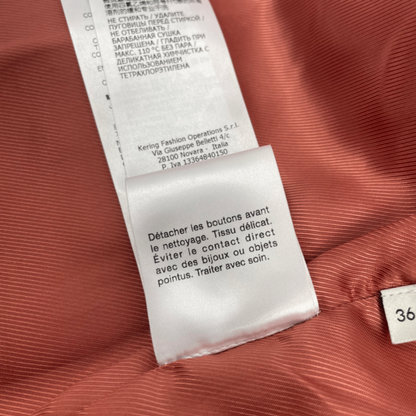 НЕ СТИРАТЬ / УДАЛИТЬ
ПУГОВИЦЫ ПЕРЕД СТИРКОЙ /
НЕ ОТБЕЛИВАТЬ /
БАРАБАННАЯ СУШКА
ЗАПРЕЩЕНА / ГЛАДИТЬ ПРИ
МАКС. 110 °C БЕЗ ПАРА /
ДЕЛИКАТНАЯ ХИМЧИСТКА С
ИСПОЛЬЗОВАНИЕМ
ТЕТРАХЛОРЭТИЛЕНА
Kering Fashion Operations S.r.l.
Via Giuseppe Belletti 4/c
28100 Novara - Italia
P. Iva 13364840150
Détacher les boutons avant
le nettoyage. Tissu délicat.
Éviter le contact direct
avec des bijoux ou objets
pointus. Traiter avec soin.
36